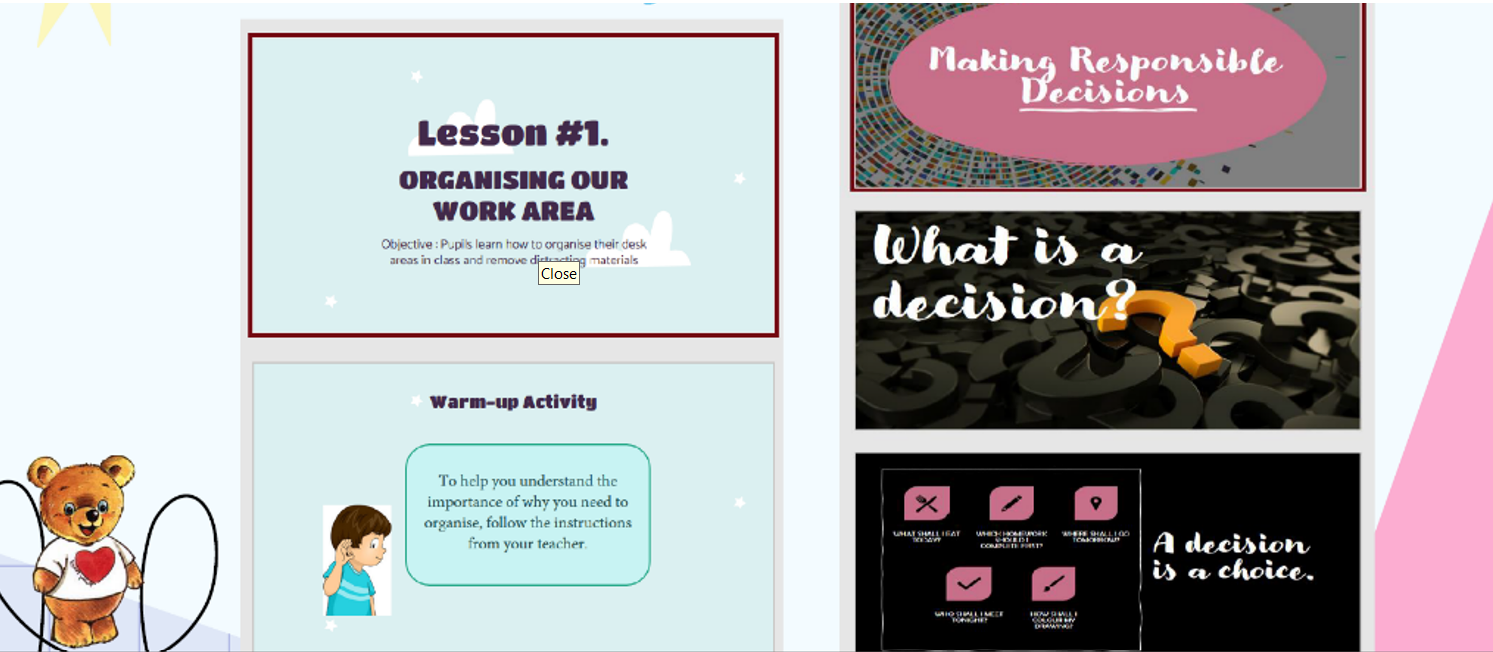 Lesson #1.
ORGANISING OUR
WORK AREA
Objective : Pupils learn how to organise their desk
areas in class and remove distracting materials
Close
Warm-up Activity
To help you understand the
importance of why you need to
organise, follow the instructions
from your teacher.
Making Responsible
Decisions
What is a
decision?
WHAT SHALL I EAT
TODAY?
WHICH HOMEWORK
SHOULD I
COMPLETE FIRST?
WHERE SHALL I GO
TOMORROW?
WHO SHALL I MEET
TONIGHT?
HOW SHALL I
COLOUR MY
DRAWING?
A decision
is a choice.